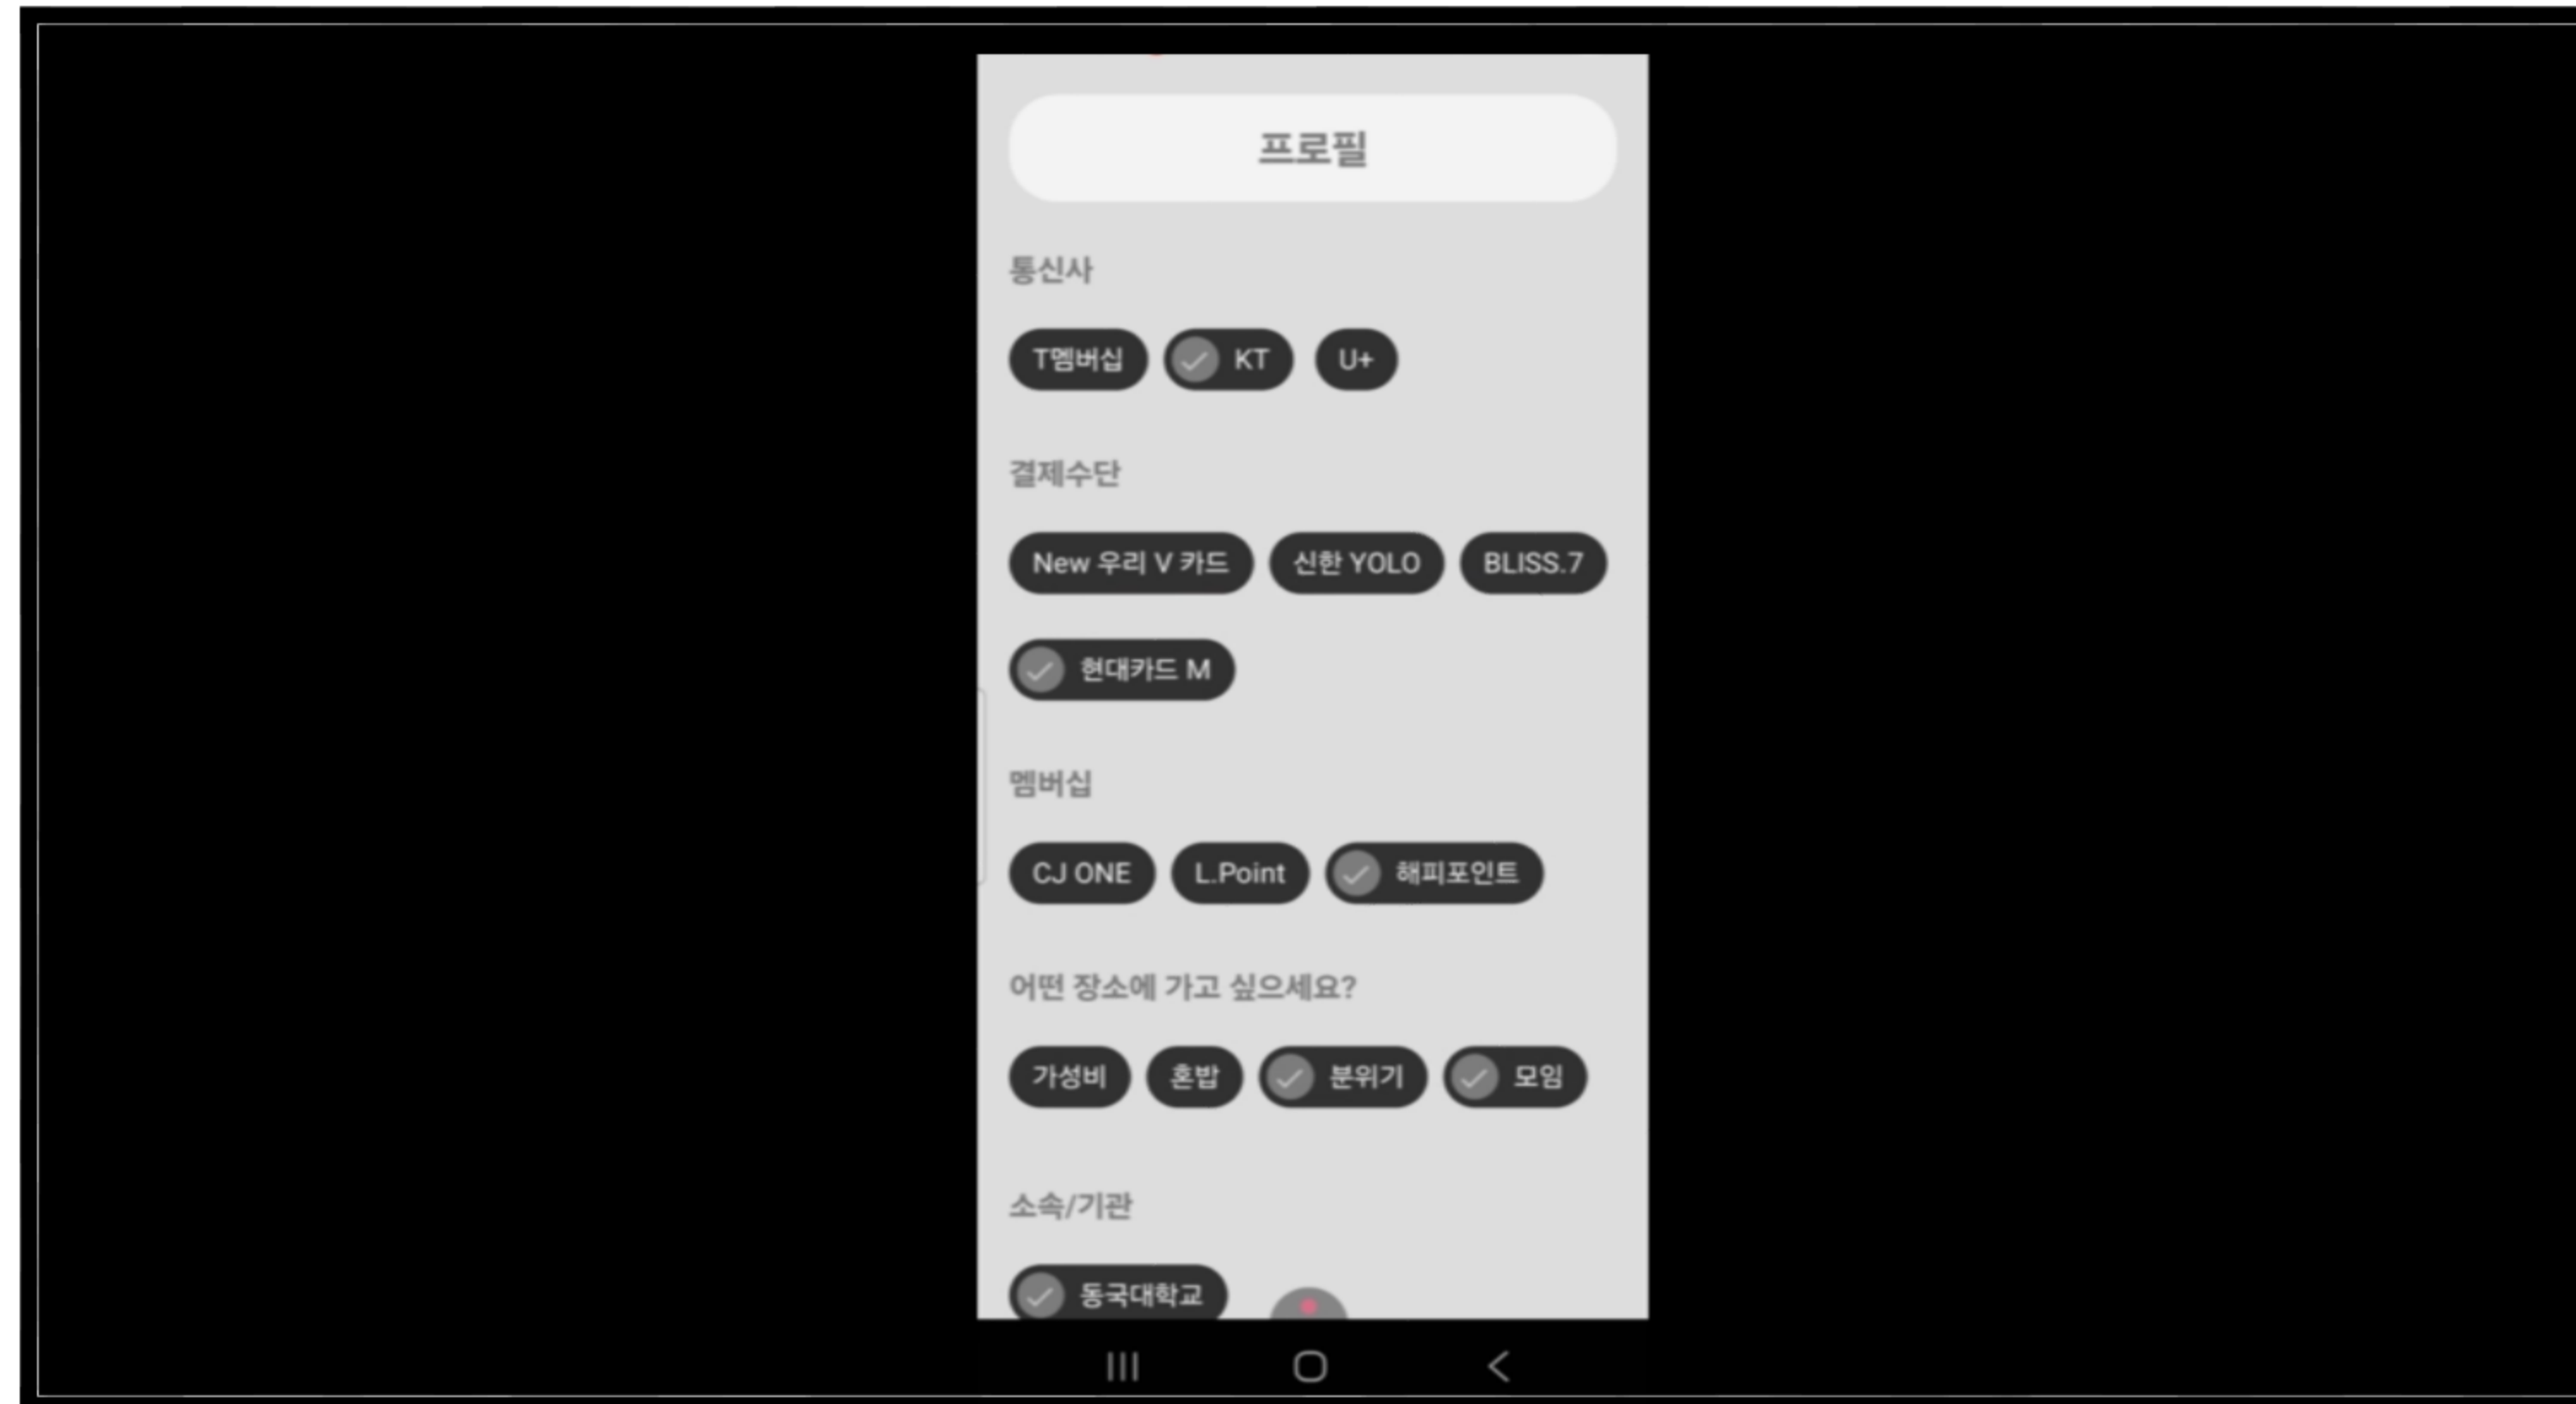 프로필
통신사
T멤버십 KT U+
결제수단
New 우리 V 카드 신한 YOLO BLISS.7
현대카드 M
멤버십
CJ ONE L.Point 해피포인트
어떤 장소에 가고 싶으세요?
가성비 혼밥 분위기 모임
소속/기관
동국대학교